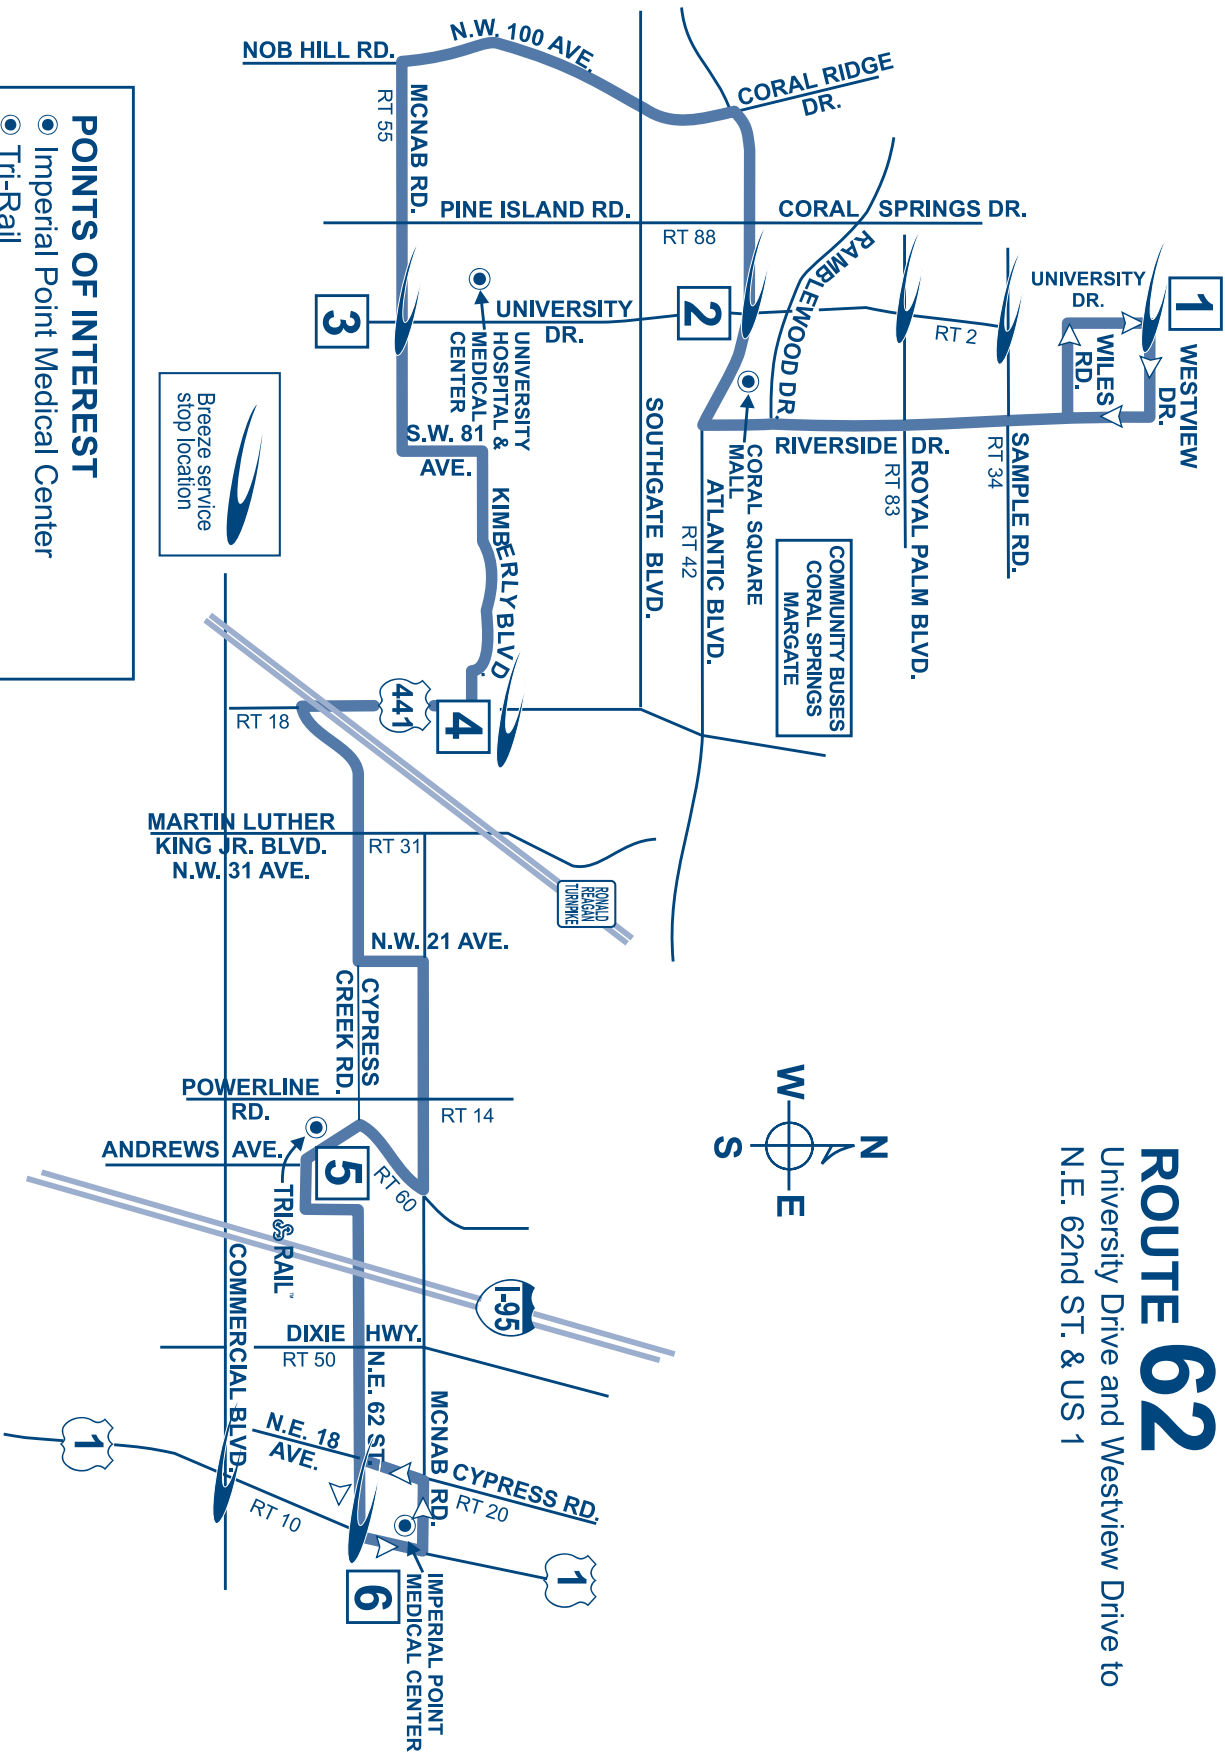 ROUTE 62
University Drive and Westview Drive to
N.E. 62nd ST. & US 1
N
W
E
S
1
WESTVIEW
DR.
UNIVERSITY
DR.
WILES
RD.
SAMPLE RD.
RT 34
RT 2
ROYAL PALM BLVD.
RT 83
RIVERSIDE DR.
RAMBLEWOOD DR.
CORAL SPRINGS DR.
CORAL RIDGE
DR.
COMMUNITY BUSES
CORAL SPRINGS
MARGATE
2
CORAL SQUARE
MALL
ATLANTIC BLVD.
RT 42
RT 88
SOUTHGATE BLVD.
N.W. 100 AVE.
NOB HILL RD.
PINE ISLAND RD.
UNIVERSITY
DR.
UNIVERSITY
HOSPITAL &
MEDICAL
CENTER
MCNAB RD.
RT 55
3
S.W. 81
AVE.
KIMBERLY BLVD.
4
441
RT 18
RONALD
REAGAN
TURNPIKE
MARTIN LUTHER
KING JR. BLVD.
N.W. 31 AVE.
RT 31
N.W. 21 AVE.
CYPRESS
CREEK RD.
POWERLINE
RD.
RT 14
ANDREWS AVE.
5
RT 60
TRI RAIL™
I-95
COMMERCIAL BLVD.
DIXIE HWY.
RT 50
N.E. 62 ST.
MCNAB RD.
N.E. 18
AVE.
CYPRESS RD.
RT 20
RT 10
1
1
6
IMPERIAL POINT
MEDICAL CENTER
Breeze service
stop location
POINTS OF INTEREST
Imperial Point Medical Center
Tri-Rail